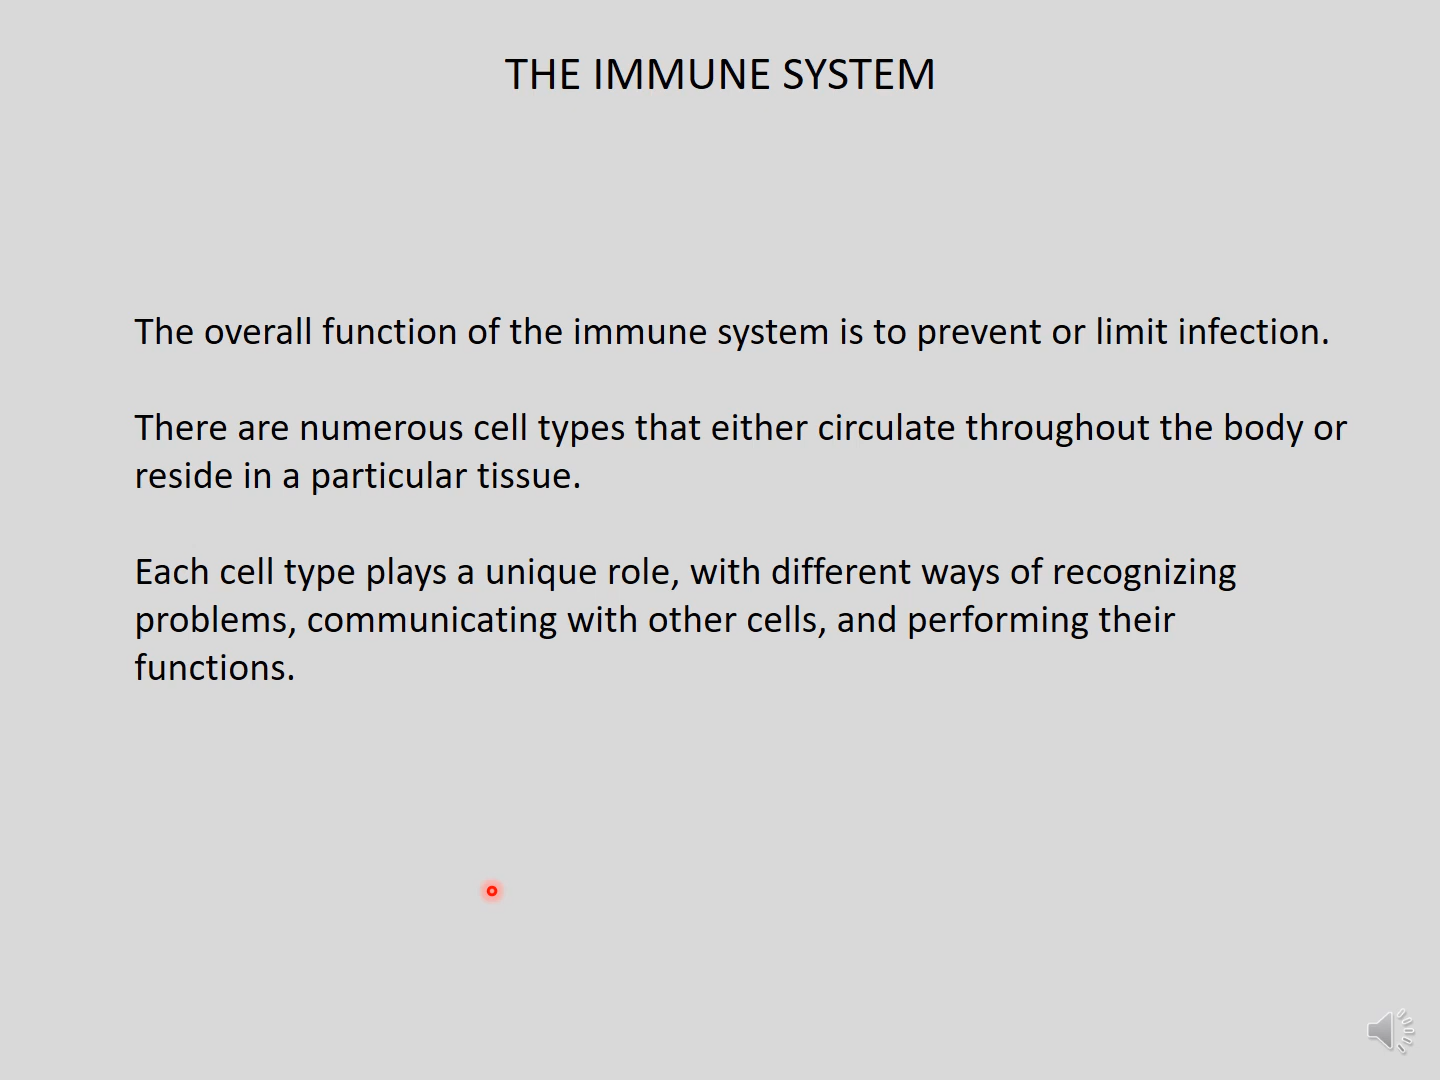 THE IMMUNE SYSTEM
The overall function of the immune system is to prevent or limit infection.
There are numerous cell types that either circulate throughout the body or
reside in a particular tissue.
Each cell type plays a unique role, with different ways of recognizing
problems, communicating with other cells, and performing their
functions.